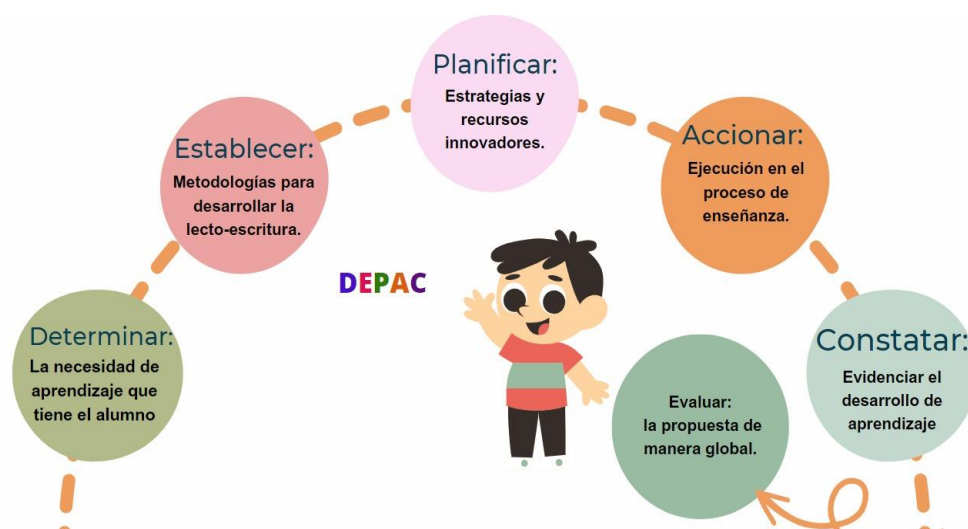 Planificar:
Estrategias y
recursos
innovadores.
Establecer:
Metodologías para
desarrollar la
lecto-escritura.
Accionar:
Ejecución en el
proceso de
enseñanza.
DEPAC
Determinar:
La necesidad de
aprendizaje que
tiene el alumno
Constatar:
Evidenciar el
desarrollo de
aprendizaje
Evaluar:
la propuesta de
manera global.